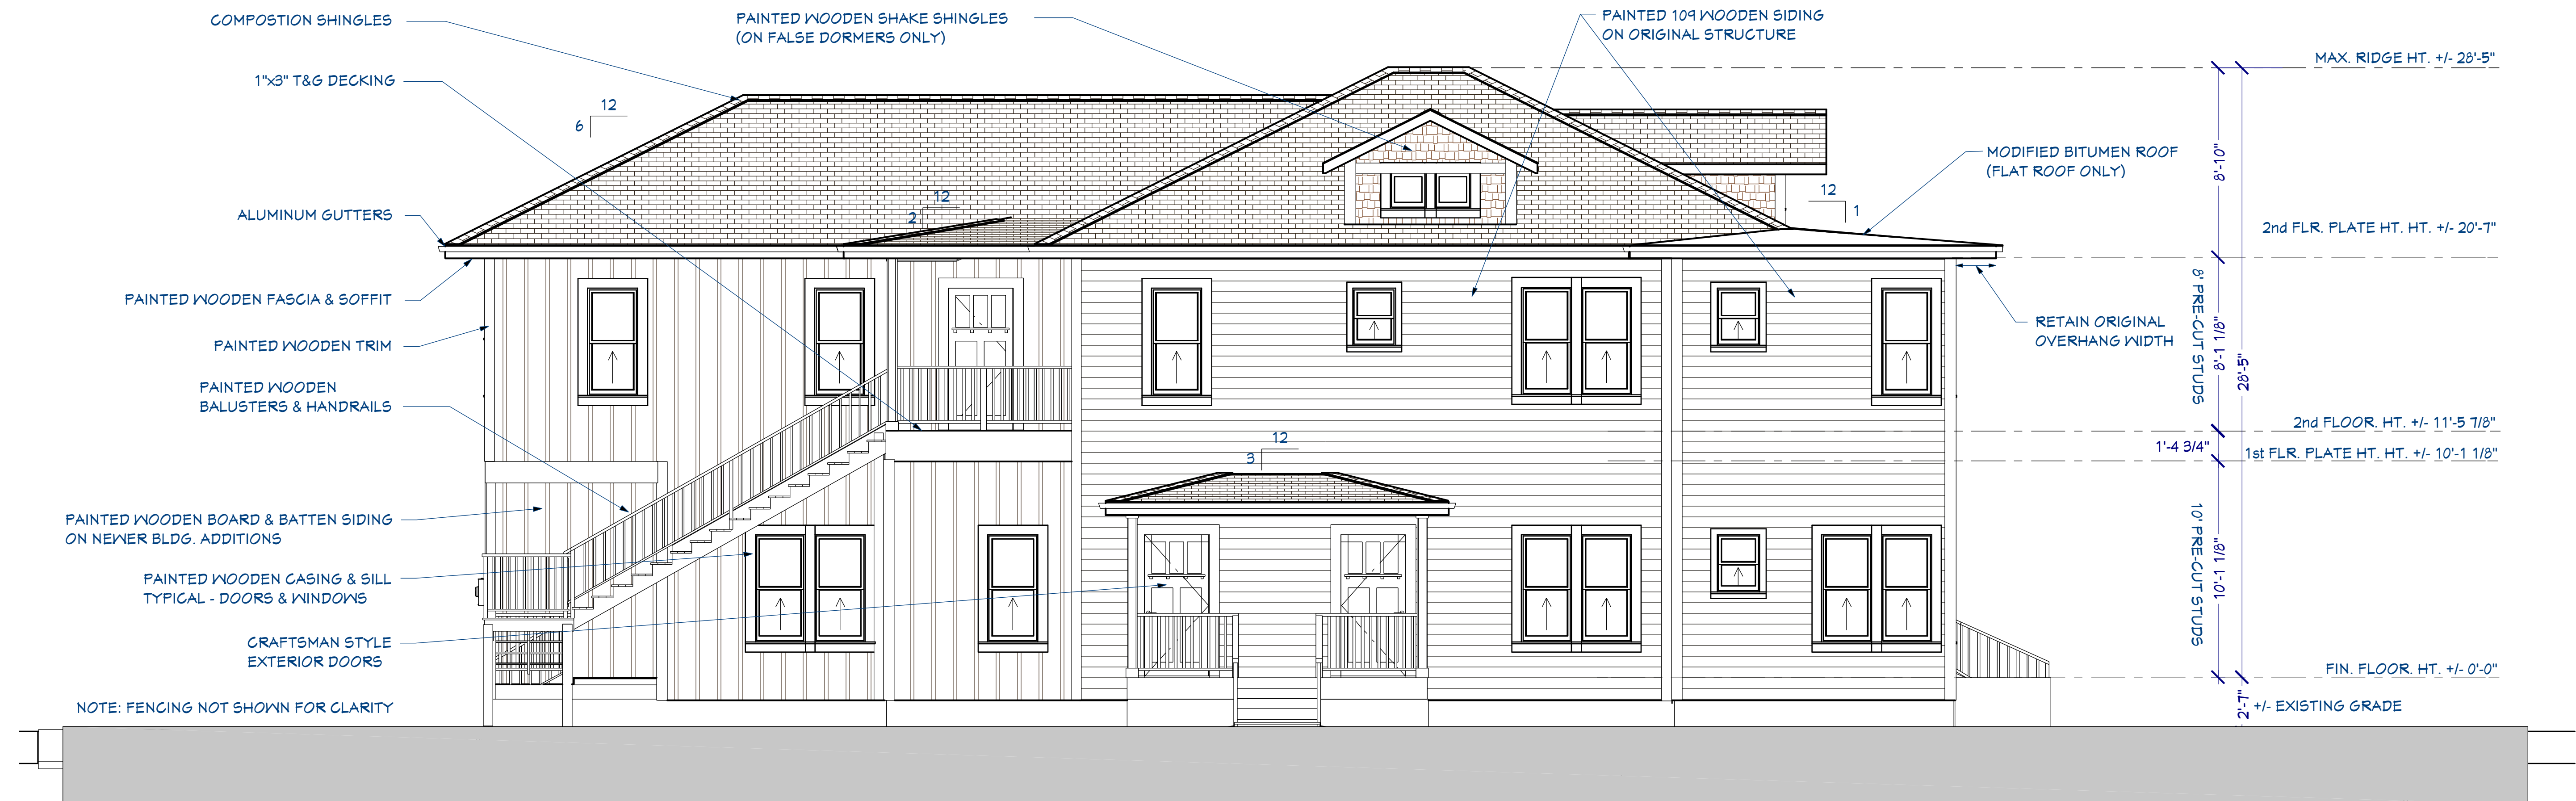 COMPOSTION SHINGLES
1"x3" T&G DECKING
12
6
ALUMINUM GUTTERS
PAINTED WOODEN FASCIA & SOFFIT
PAINTED WOODEN TRIM
PAINTED WOODEN
BALUSTERS & HANDRAILS
PAINTED WOODEN BOARD & BATTEN SIDING
ON NEWER BLDG. ADDITIONS
PAINTED WOODEN CASING & SILL
TYPICAL - DOORS & WINDOWS
CRAFTSMAN STYLE
EXTERIOR DOORS
NOTE: FENCING NOT SHOWN FOR CLARITY
PAINTED WOODEN SHAKE SHINGLES
(ON FALSE DORMERS ONLY)
12
2
12
3
PAINTED 109 WOODEN SIDING
ON ORIGINAL STRUCTURE
12
1
MODIFIED BITUMEN ROOF
(FLAT ROOF ONLY)
RETAIN ORIGINAL
OVERHANG WIDTH
MAX. RIDGE HT. +/- 28'-5"
8'-10"
2nd FLR. PLATE HT. HT. +/- 20'-7"
8' PRE-CUT STUDS
8'-1 1/8"
28'-5"
2nd FLOOR. HT. +/- 11'-5 7/8"
1'-4 3/4"
1st FLR. PLATE HT. HT. +/- 10'-1 1/8"
10' PRE-CUT STUDS
10'-1 1/8"
FIN. FLOOR. HT. +/- 0'-0"
2'-7"
+/- EXISTING GRADE